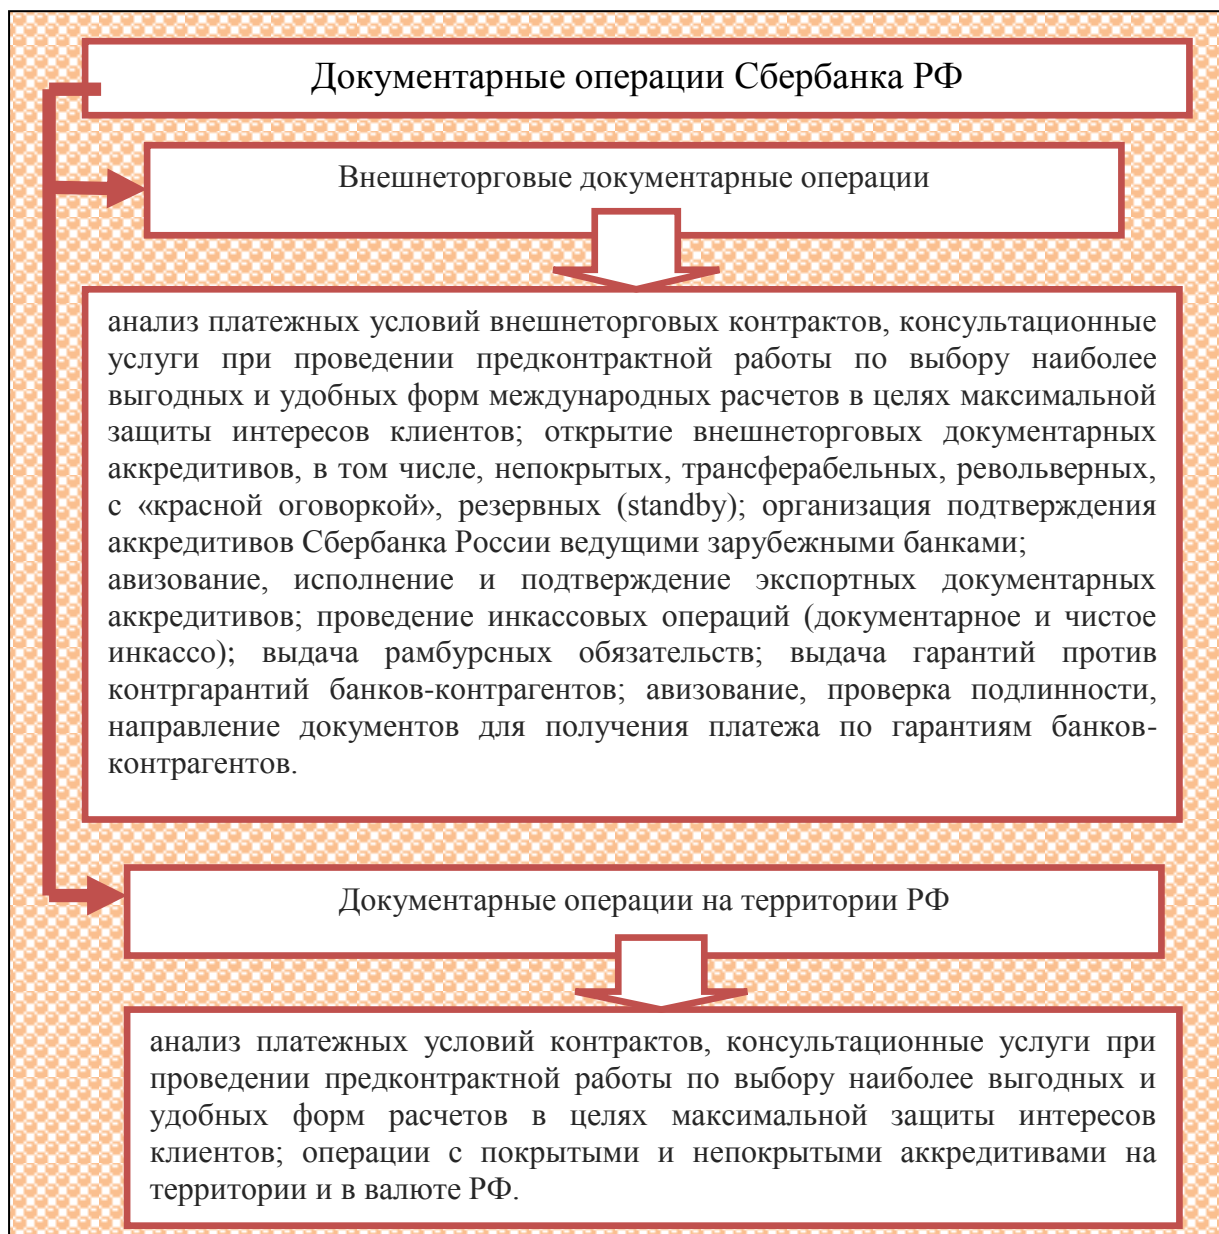 Документарные операции Сбербанка РФ
Внешнеторговые документарные операции
анализ платежных условий внешнеторговых контрактов, консультационные
услуги при проведении предконтрактной работы по выбору наиболее
выгодных и удобных форм международных расчетов в целях максимальной
защиты интересов клиентов; открытие внешнеторговых документарных
аккредитивов, в том числе, непокрытых, трансферабельных, револьверных,
с «красной оговоркой», резервных (standby); организация подтверждения
аккредитивов Сбербанка России ведущими зарубежными банками;
авизование, исполнение и подтверждение экспортных документарных
аккредитивов; проведение инкассовых операций (документарное и чистое
инкассо); выдача рамбурсных обязательств; выдача гарантий против
контргарантий банков-контрагентов; авизование, проверка подлинности,
направление документов для получения платежа по гарантиям банков-
контрагентов.
Документарные операции на территории РФ
анализ платежных условий контрактов, консультационные услуги при
проведении предконтрактной работы по выбору наиболее выгодных и
удобных форм расчетов в целях максимальной защиты интересов
клиентов; операции с покрытыми и непокрытыми аккредитивами на
территории и в валюте РФ.